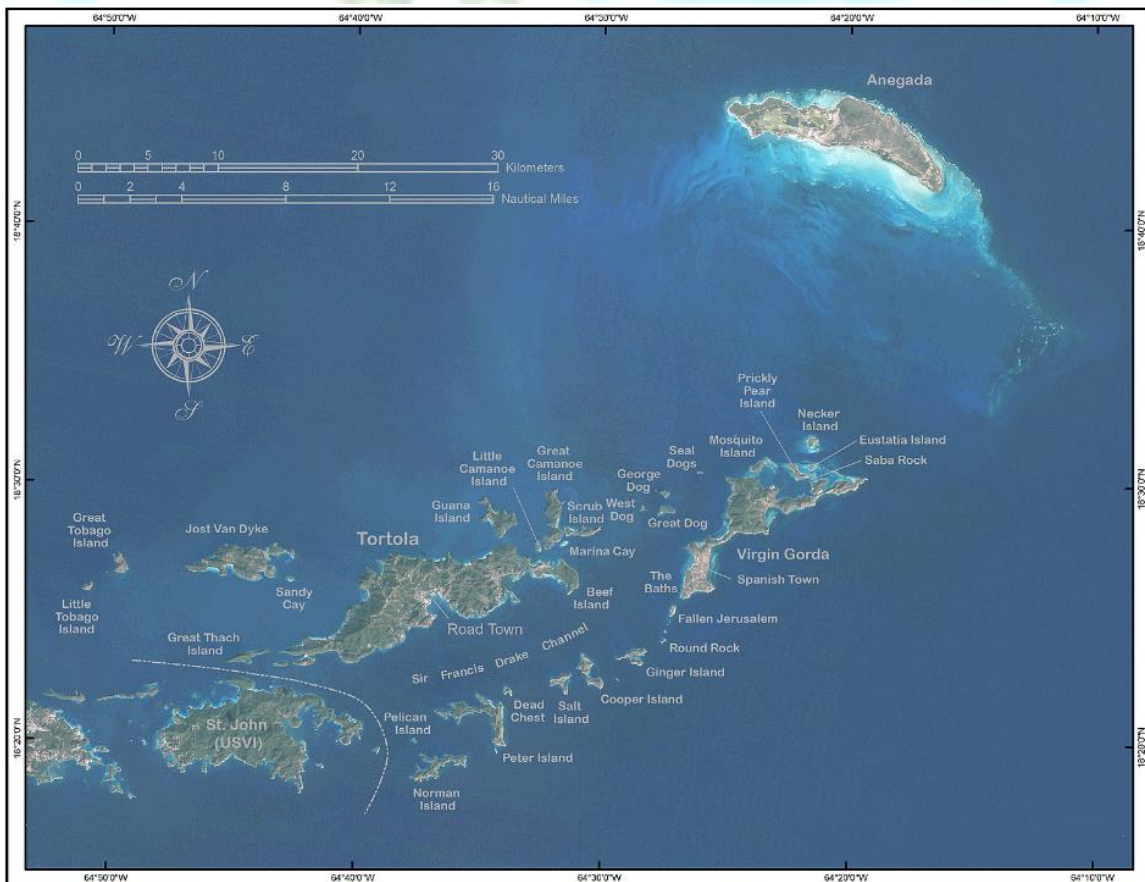 64°50'0"W 64°40'0"W 64°30'0"W 64°20'0"W 64°10'0"W
Anegada
0 5 10 20 30
Kilometers
0 2 4 8 12 16
Nautical Miles
18°40'0"N 18°40'0"N
N
W E
S
Prickly
Pear
Island
Necker
Island
Mosquito
Island
Eustatia Island
Saba Rock
Seal
Dogs
George
Dog
West
Dog
Great Dog
Great
Camanoe
Island
Little
Camanoe
Island
Scrub
Island
Guana
Island
18°30'0"N 18°30'0"N
Great
Tobago
Island
Jost Van Dyke
Tortola
Marina Cay
Virgin Gorda
Spanish Town
The
Baths
Beef
Island
Sandy
Cay
Little
Tobago
Island
Fallen Jerusalem
Road Town
Great Thach
Island
Round Rock
Sir Francis Drake Channel
Ginger Island
Cooper Island
Salt
Island
Dead
Chest
Pelican
Island
St. John
(USVI)
18°20'0"N 18°20'0"N
Peter Island
Norman
Island
64°50'0"W 64°40'0"W 64°30'0"W 64°20'0"W 64°10'0"W